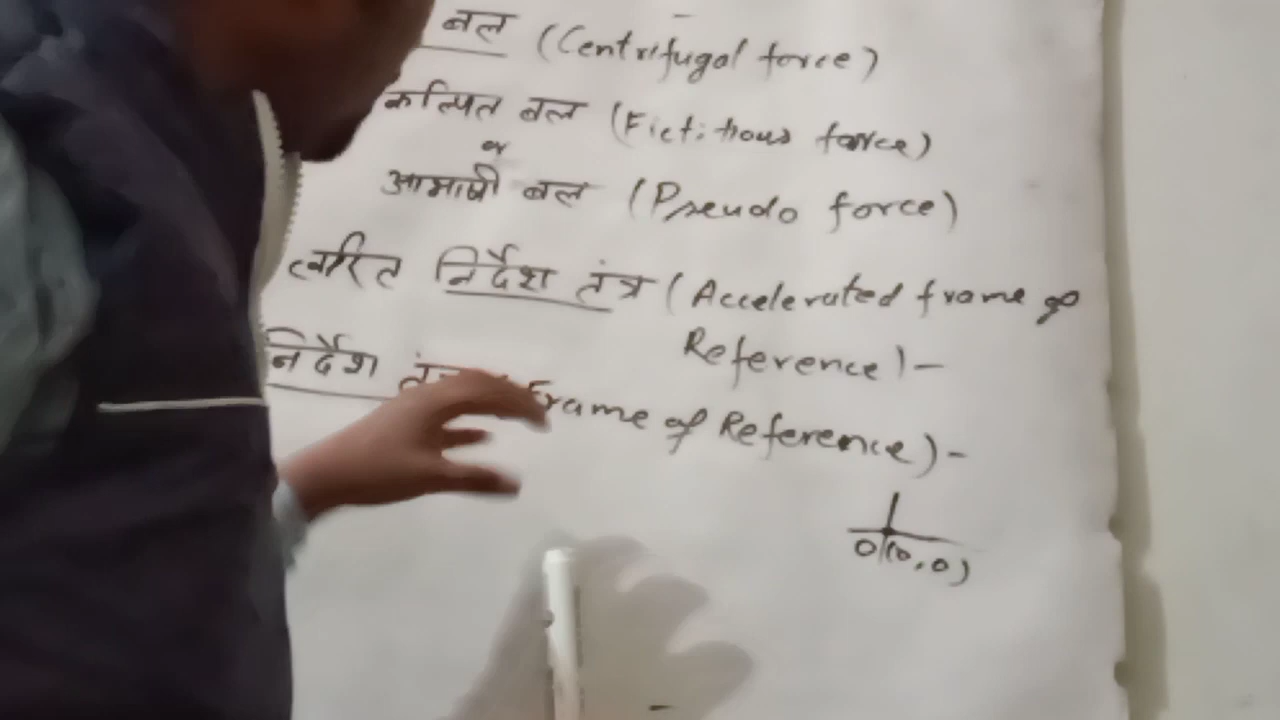 बल (Centrifugal force)
कल्पित बल (Fictitious force)
or
आभाषी बल (Pseudo force)
त्वरित निर्देश तंत्र (Accelerated frame of
Reference) -
निर्देश Frame of Reference) -
O(0,0)